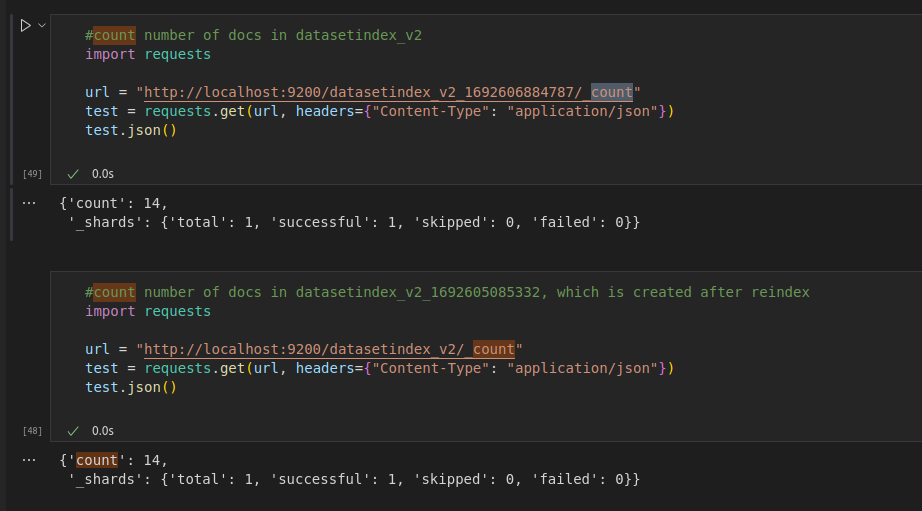 #count number of docs in datasetindex_v2
import requests
url = "http://localhost:9200/datasetindex_v2_1692606884787/_count"
test = requests.get(url, headers={"Content-Type": "application/json"})
test.json()
[49]
0.0s
...
{'count': 14,
'_shards': {'total': 1, 'successful': 1, 'skipped': 0, 'failed': 0}}
#count number of docs in datasetindex_v2_1692605085332, which is created after reindex
import requests
url = "http://localhost:9200/datasetindex_v2/_count"
test = requests.get(url, headers={"Content-Type": "application/json"})
test.json()
[48]
0.0s
...
{'count': 14,
'_shards': {'total': 1, 'successful': 1, 'skipped': 0, 'failed': 0}}